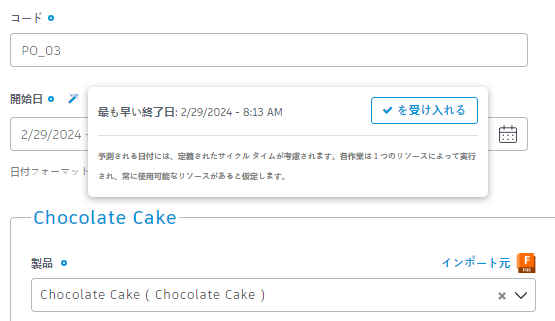 コード
PO_03
開始日
最も早い終了日: 2/29/2024 - 8:13 AM
を受け入れる
2/29/2024 -
予測される日付には、定義されたサイクル タイムが考慮されます。各作業は 1 つのリソースによって実行
され、常に使用可能なリソースがあると仮定します。
日付フォーマット
Chocolate Cake
製品
インポート元
F
FUS
Chocolate Cake ( Chocolate Cake )